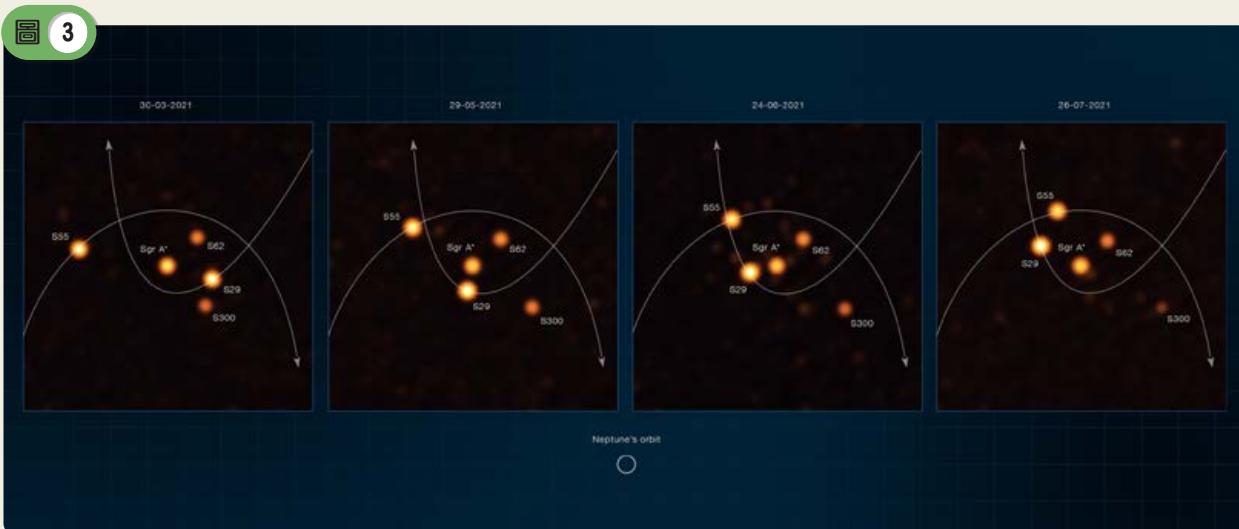 圖 3
30-03-2021
29-05-2021
24-06-2021
26-07-2021
S55
S62
Sgr A*
S29
S300
S55
S62
Sgr A*
S29
S300
S55
S62
Sgr A*
S29
S300
S55
S62
Sgr A*
S29
S300
Neptune's orbit